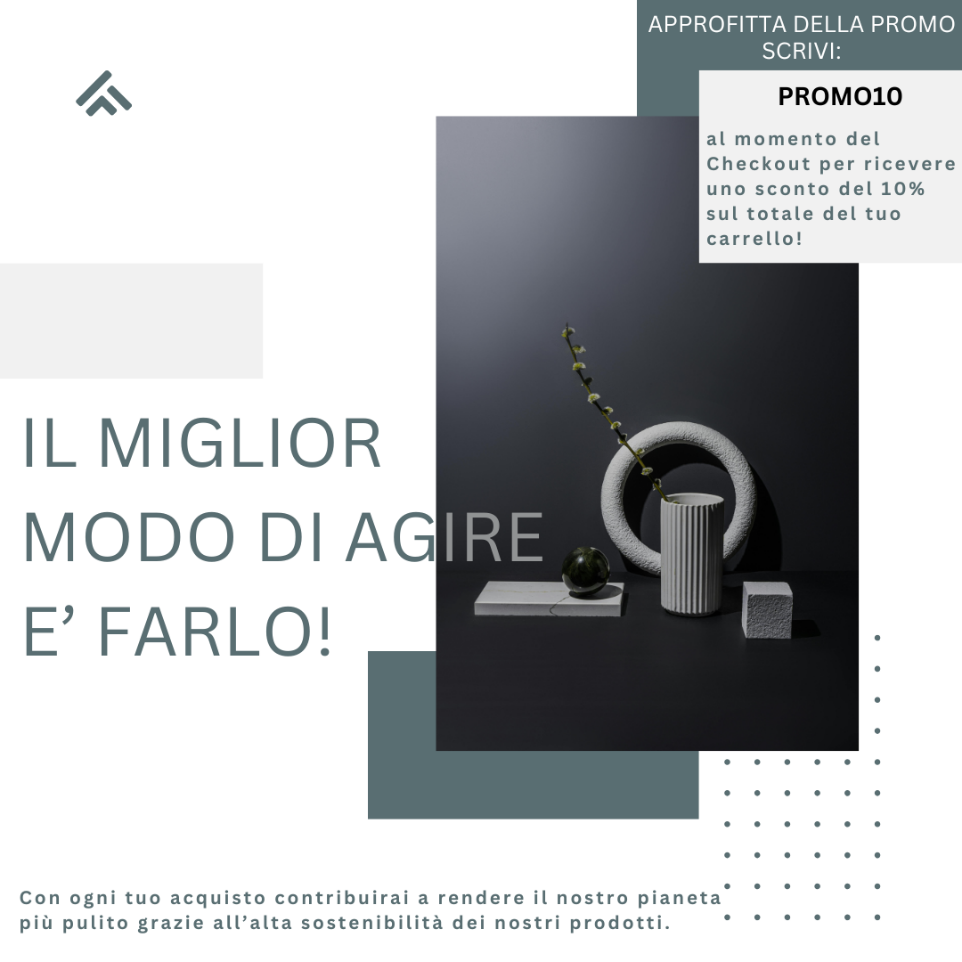 APPROFITTA DELLA PROMO
SCRIVI:
PROMO10
al momento del
Checkout per ricevere
uno sconto del 10%
sul totale del tuo
carrello!
IL MIGLIOR
MODO DI AGIRE
E’ FARLO!
Con ogni tuo acquisto contribuirai a rendere il nostro pianeta
più pulito grazie all’alta sostenibilità dei nostri prodotti.